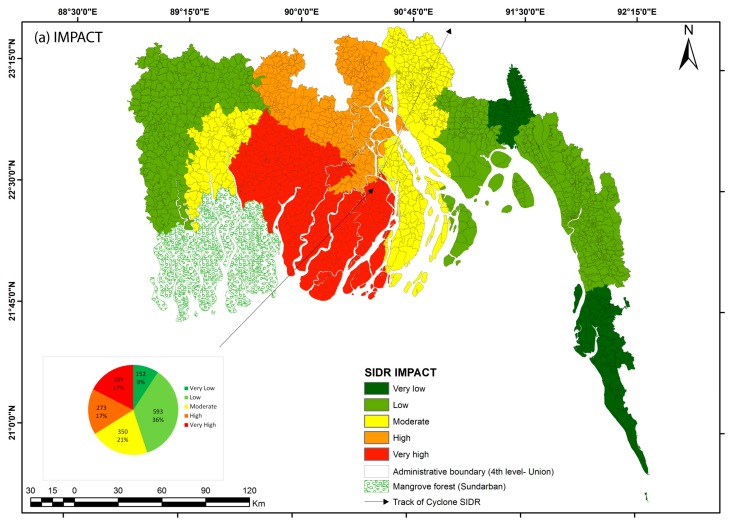 88°30'0"E 89°15'0"E 90°0'0"E 90°45'0"E 91°30'0"E 92°15'0"E
(a) IMPACT
N
23°15'0"N
22°30'0"N
21°45'0"N
21°0'0"N
152
9%
593
36%
350
21%
273
17%
17%
Very Low
Low
Moderate
High
Very High
SIDR IMPACT
Very low
Low
Moderate
High
Very high
Administrative boundary (4th level- Union)
Mangrove forest (Sundarban)
Track of Cyclone SIDR
30 15 0 30 60 90 120
Km